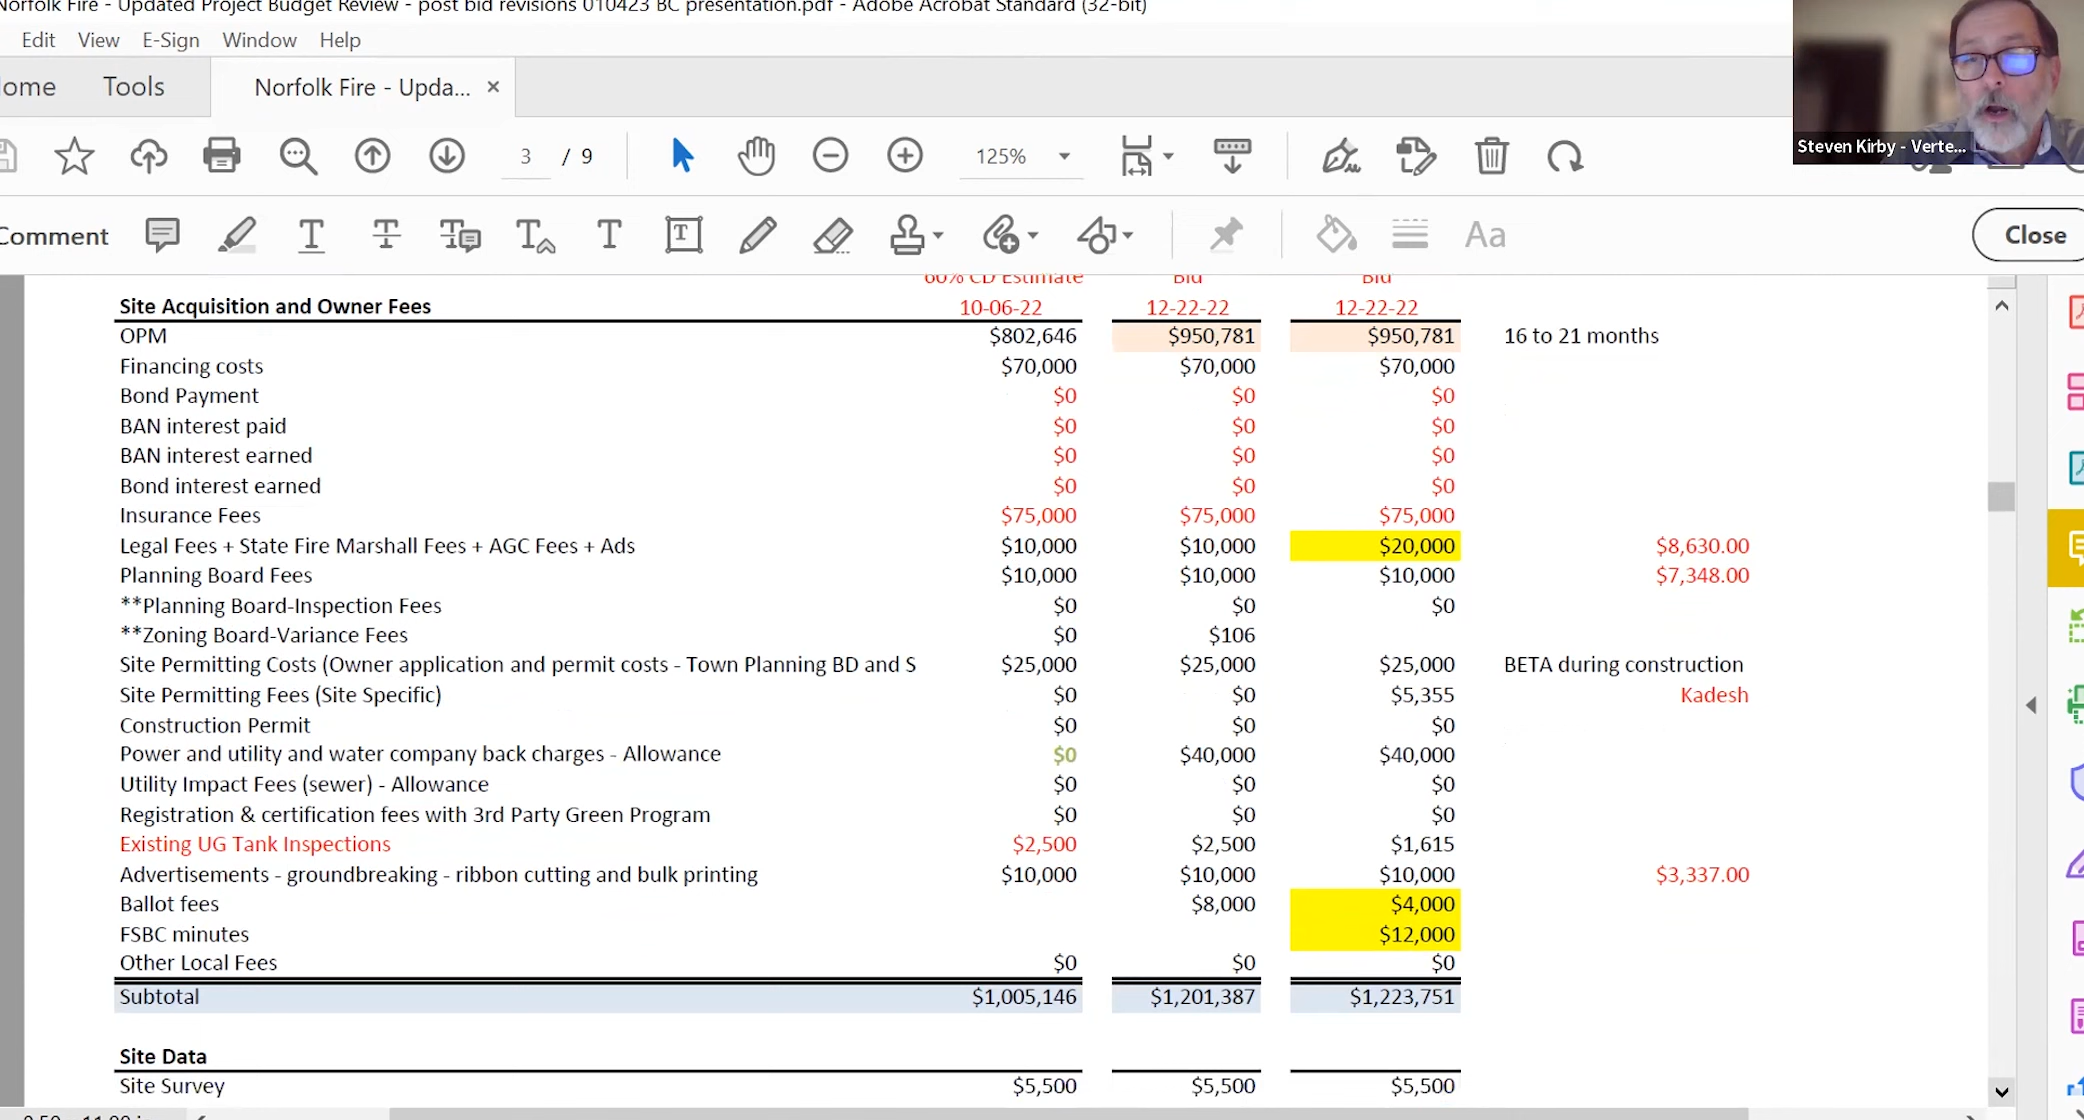 Norfolk Fire - Updated Project Budget Review - post bid revisions 010423 BC presentation.pdf - Adobe Acrobat Standard (32-bit)
Edit View E-Sign Window Help
ome Tools Norfolk Fire - Upda... ×
3 / 9 125%
Steven Kirby - Verte...
Comment T T T T T T Aa Close
60% CD Estimate Bid Bid
Site Acquisition and Owner Fees 10-06-22 12-22-22 12-22-22
OPM $802,646 $950,781 $950,781 16 to 21 months
Financing costs $70,000 $70,000 $70,000
Bond Payment $0 $0 $0
BAN interest paid $0 $0 $0
BAN interest earned $0 $0 $0
Bond interest earned $0 $0 $0
Insurance Fees $75,000 $75,000 $75,000
Legal Fees + State Fire Marshall Fees + AGC Fees + Ads $10,000 $10,000 $20,000 $8,630.00
Planning Board Fees $10,000 $10,000 $10,000 $7,348.00
**Planning Board-Inspection Fees $0 $0 $0
**Zoning Board-Variance Fees $0 $106
Site Permitting Costs (Owner application and permit costs - Town Planning BD and S $25,000 $25,000 $25,000 BETA during construction
Site Permitting Fees (Site Specific) $0 $0 $5,355 Kadesh
Construction Permit $0 $0 $0
Power and utility and water company back charges - Allowance $0 $40,000 $40,000
Utility Impact Fees (sewer) - Allowance $0 $0 $0
Registration & certification fees with 3rd Party Green Program $0 $0 $0
Existing UG Tank Inspections $2,500 $2,500 $1,615
Advertisements - groundbreaking - ribbon cutting and bulk printing $10,000 $10,000 $10,000 $3,337.00
Ballot fees $8,000 $4,000
FSBC minutes $12,000
Other Local Fees $0 $0 $0
Subtotal $1,005,146 $1,201,387 $1,223,751
Site Data
Site Survey $5,500 $5,500 $5,500